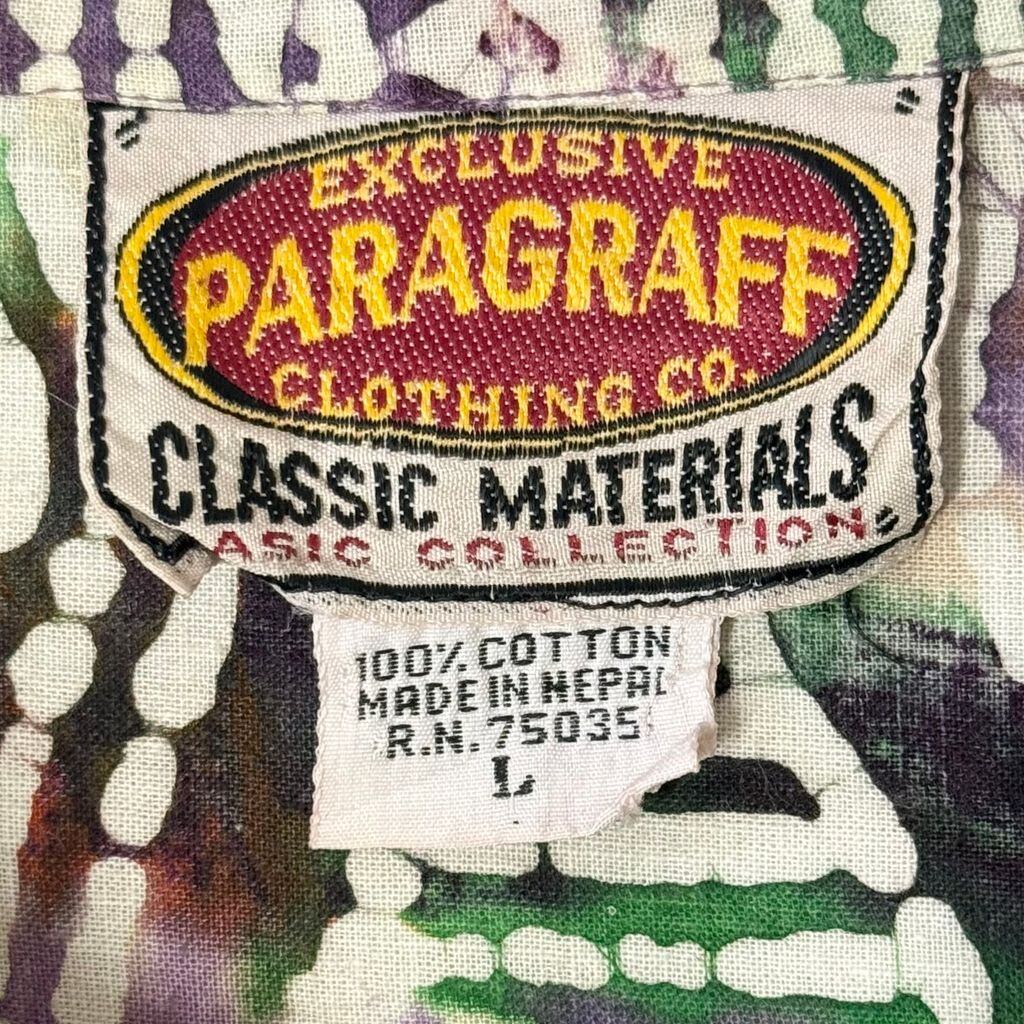 EXCLUSIVE
PARAGRAFF
CLOTHING CO.
CLASSIC MATERIALS
ASIC COLLECTION
100% COTTON
MADE IN NEPAL
R.N. 75035
L